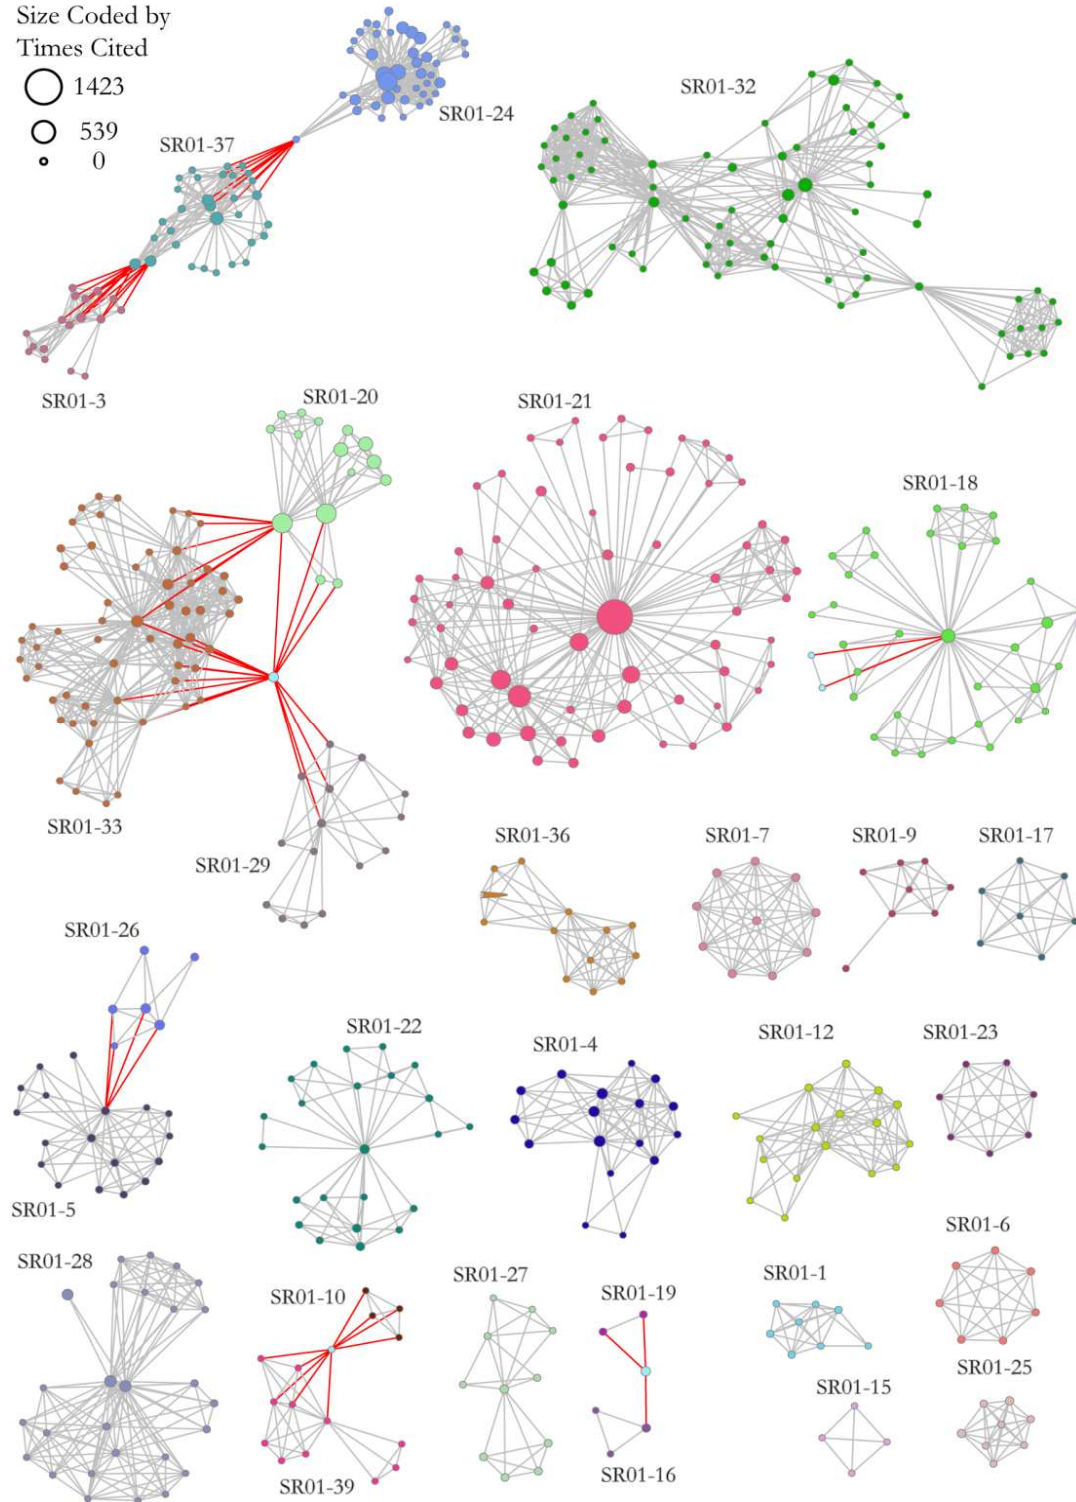 Size Coded by
Times Cited
1423
539
0
SR01-24
SR01-37
SR01-32
SR01-3
SR01-20
SR01-21
SR01-18
SR01-33
SR01-29
SR01-36
SR01-7
SR01-9
SR01-17
SR01-26
SR01-22
SR01-4
SR01-12
SR01-23
SR01-5
SR01-6
SR01-28
SR01-10
SR01-27
SR01-19
SR01-1
SR01-15
SR01-25
SR01-39
SR01-16